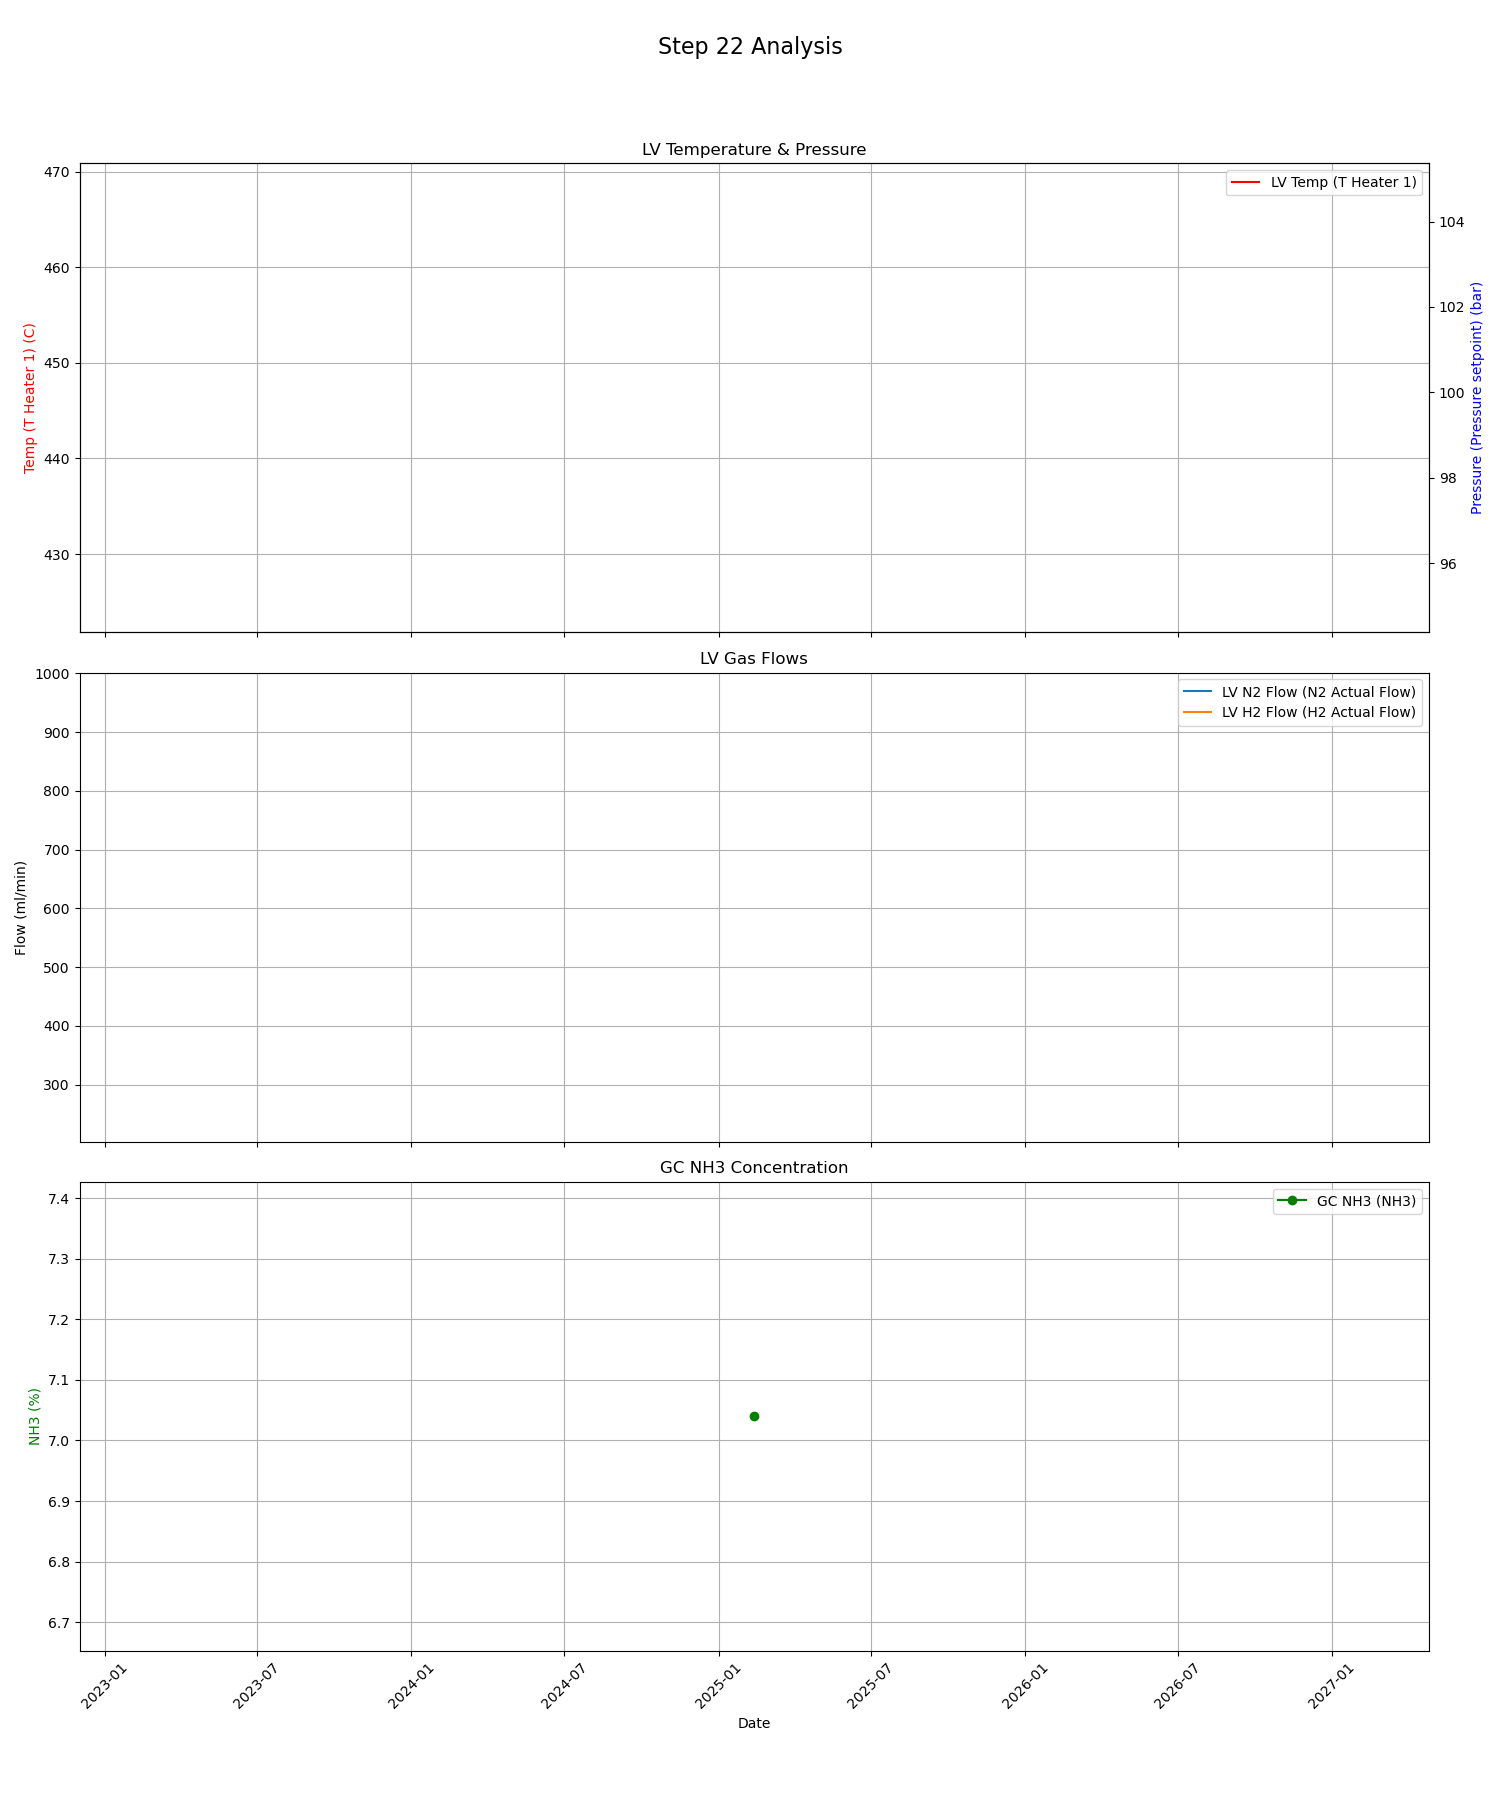 Step 22 Analysis
LV Temperature & Pressure
LV Temp (T Heater 1)
470
460
450
440
430
Temp (T Heater 1) (C)
104
102
100
98
96
Pressure (Pressure setpoint) (bar)
LV Gas Flows
LV N2 Flow (N2 Actual Flow)
LV H2 Flow (H2 Actual Flow)
1000
900
800
700
600
500
400
300
Flow (ml/min)
GC NH3 Concentration
GC NH3 (NH3)
7.4
7.3
7.2
7.1
7.0
6.9
6.8
6.7
NH3 (%)
2023-01
2023-07
2024-01
2024-07
2025-01
2025-07
2026-01
2026-07
2027-01
Date